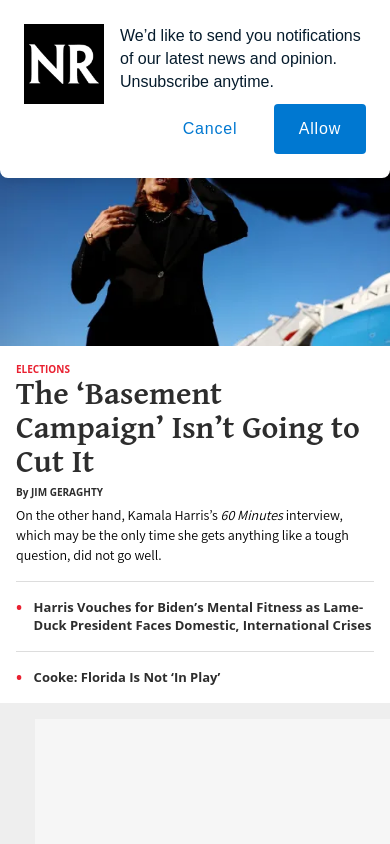 NR
We’d like to send you notifications
of our latest news and opinion.
Unsubscribe anytime.
Cancel
Allow
ELECTIONS
The ‘Basement
Campaign’ Isn’t Going to
Cut It
By JIM GERAGHTY
On the other hand, Kamala Harris’s 60 Minutes interview,
which may be the only time she gets anything like a tough
question, did not go well.
• Harris Vouches for Biden’s Mental Fitness as Lame-
Duck President Faces Domestic, International Crises
• Cooke: Florida Is Not ‘In Play’